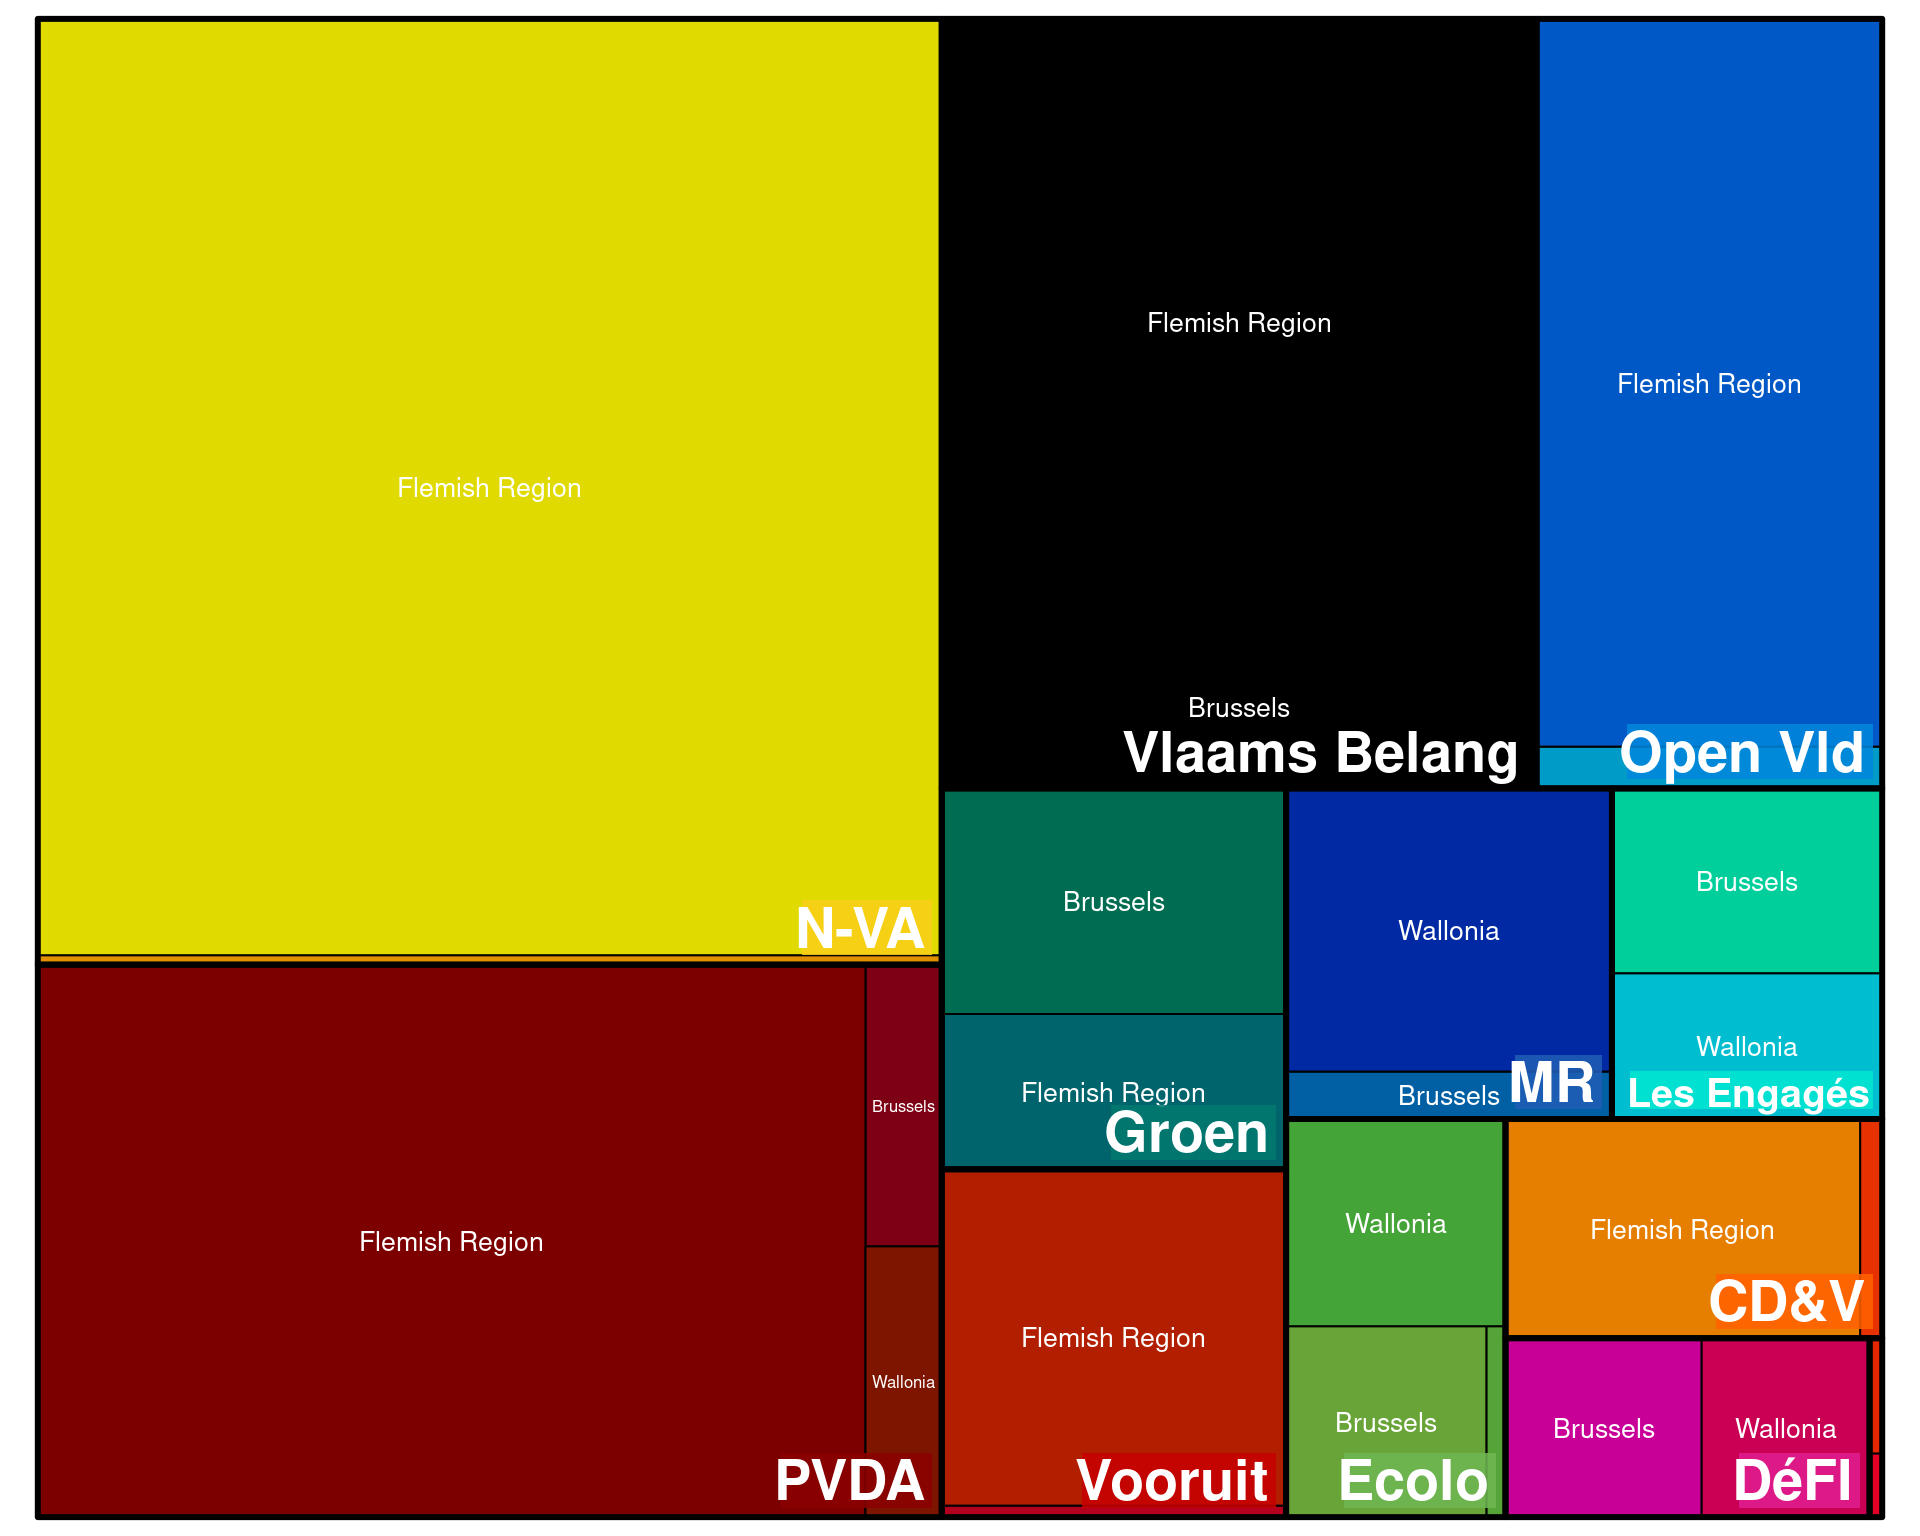 Flemish Region
N-VA
Flemish Region
Brussels
Wallonia
PVDA
Flemish Region
Brussels
Vlaams Belang
Flemish Region
Open Vld
Brussels
Flemish Region
Groen
Flemish Region
Vooruit
Wallonia
Brussels
MR
Brussels
Wallonia
Les Engagés
Wallonia
Brussels
Ecolo
Flemish Region
CD&V
Brussels
Wallonia
DéFI